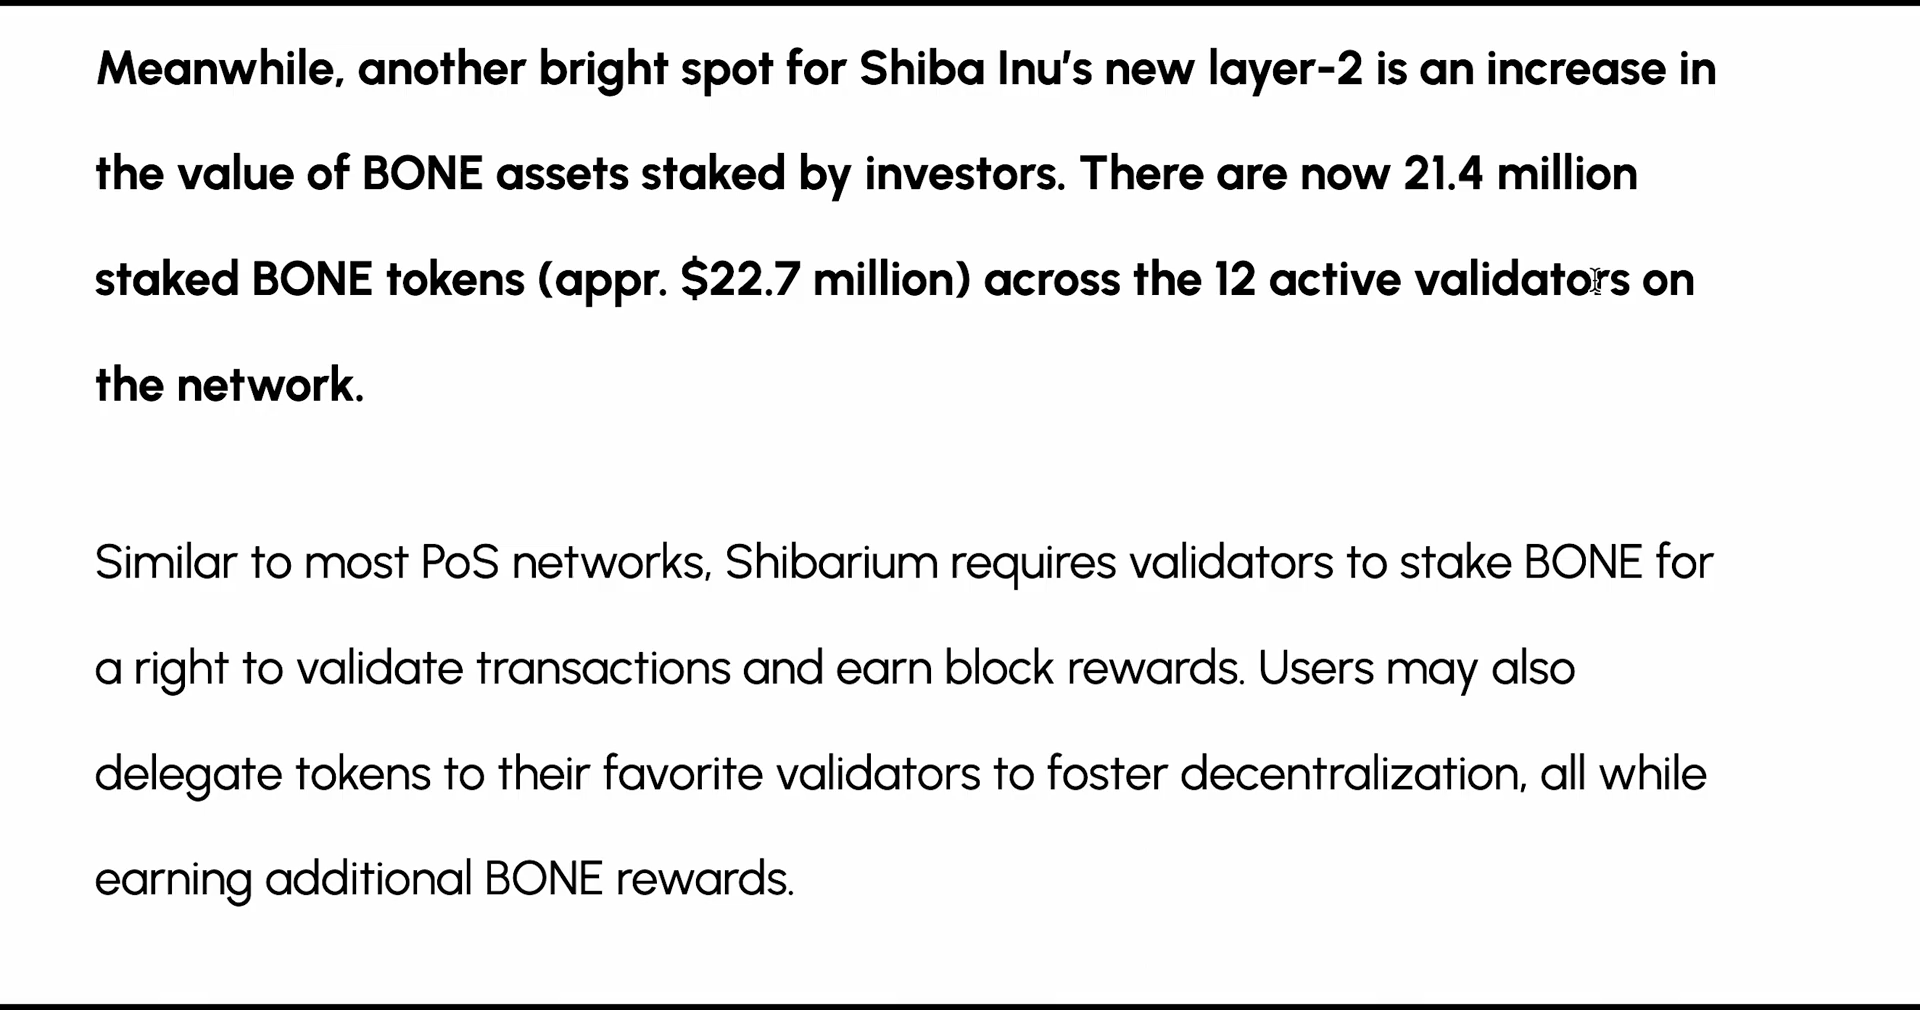 Meanwhile, another bright spot for Shiba Inu’s new layer-2 is an increase in
the value of BONE assets staked by investors. There are now 21.4 million
staked BONE tokens (appr. $22.7 million) across the 12 active validators on
the network.
Similar to most PoS networks, Shibarium requires validators to stake BONE for
a right to validate transactions and earn block rewards. Users may also
delegate tokens to their favorite validators to foster decentralization, all while
earning additional BONE rewards.